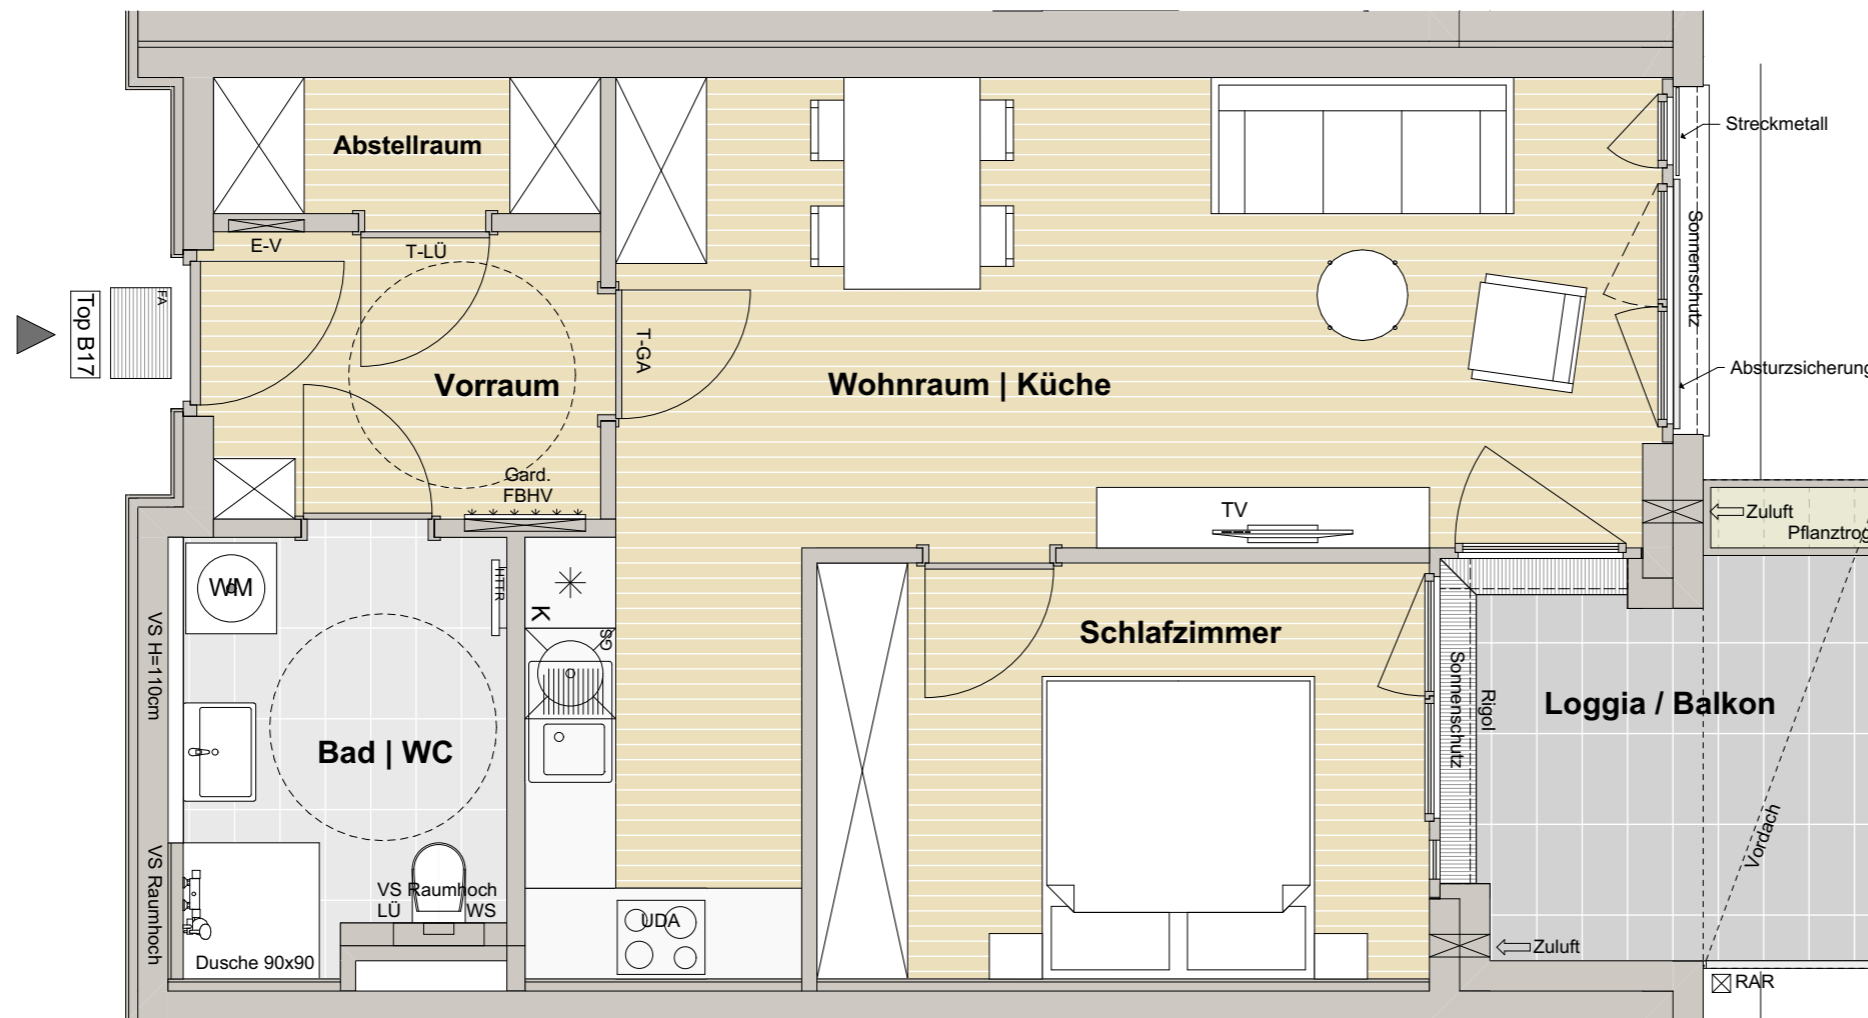 Abstellraum
Streckmetall
E-V
T-LÜ
Sonnenschutz
FA
Top B17
T-GA
Vorraum
Wohnraum | Küche
Absturzsicherung
Gard.
FBHV
TV
Zuluft
Pflanztrog
WM
HTFR
K
SG
VS H=110cm
Schlafzimmer
Sonnenschutz
Rigol
Loggia / Balkon
Bad | WC
Vordach
VS Raumhoch
VS Raumhoch
LÜ
WS
UDA
Dusche 90x90
Zuluft
RAR